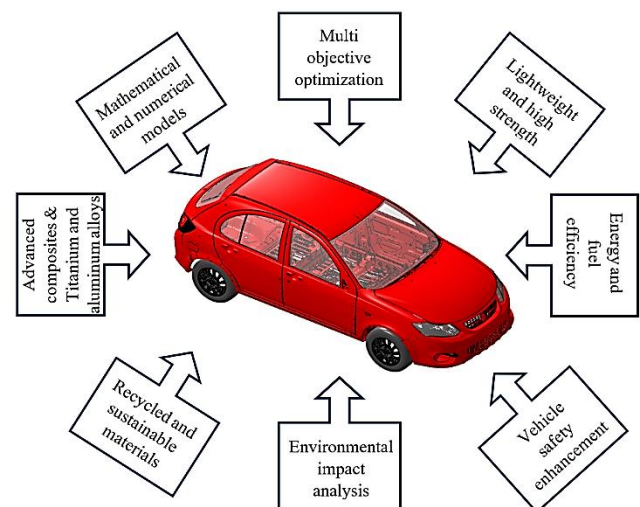 Multi
objective
optimization
Mathematical
and numerical
models
Lightweight
and high
strength
Advanced
composites &
Titanium and
aluminum alloys
Energy and
fuel
efficiency
Recycled and
sustainable
materials
Environmental
impact
analysis
Vehicle
safety
enhancement